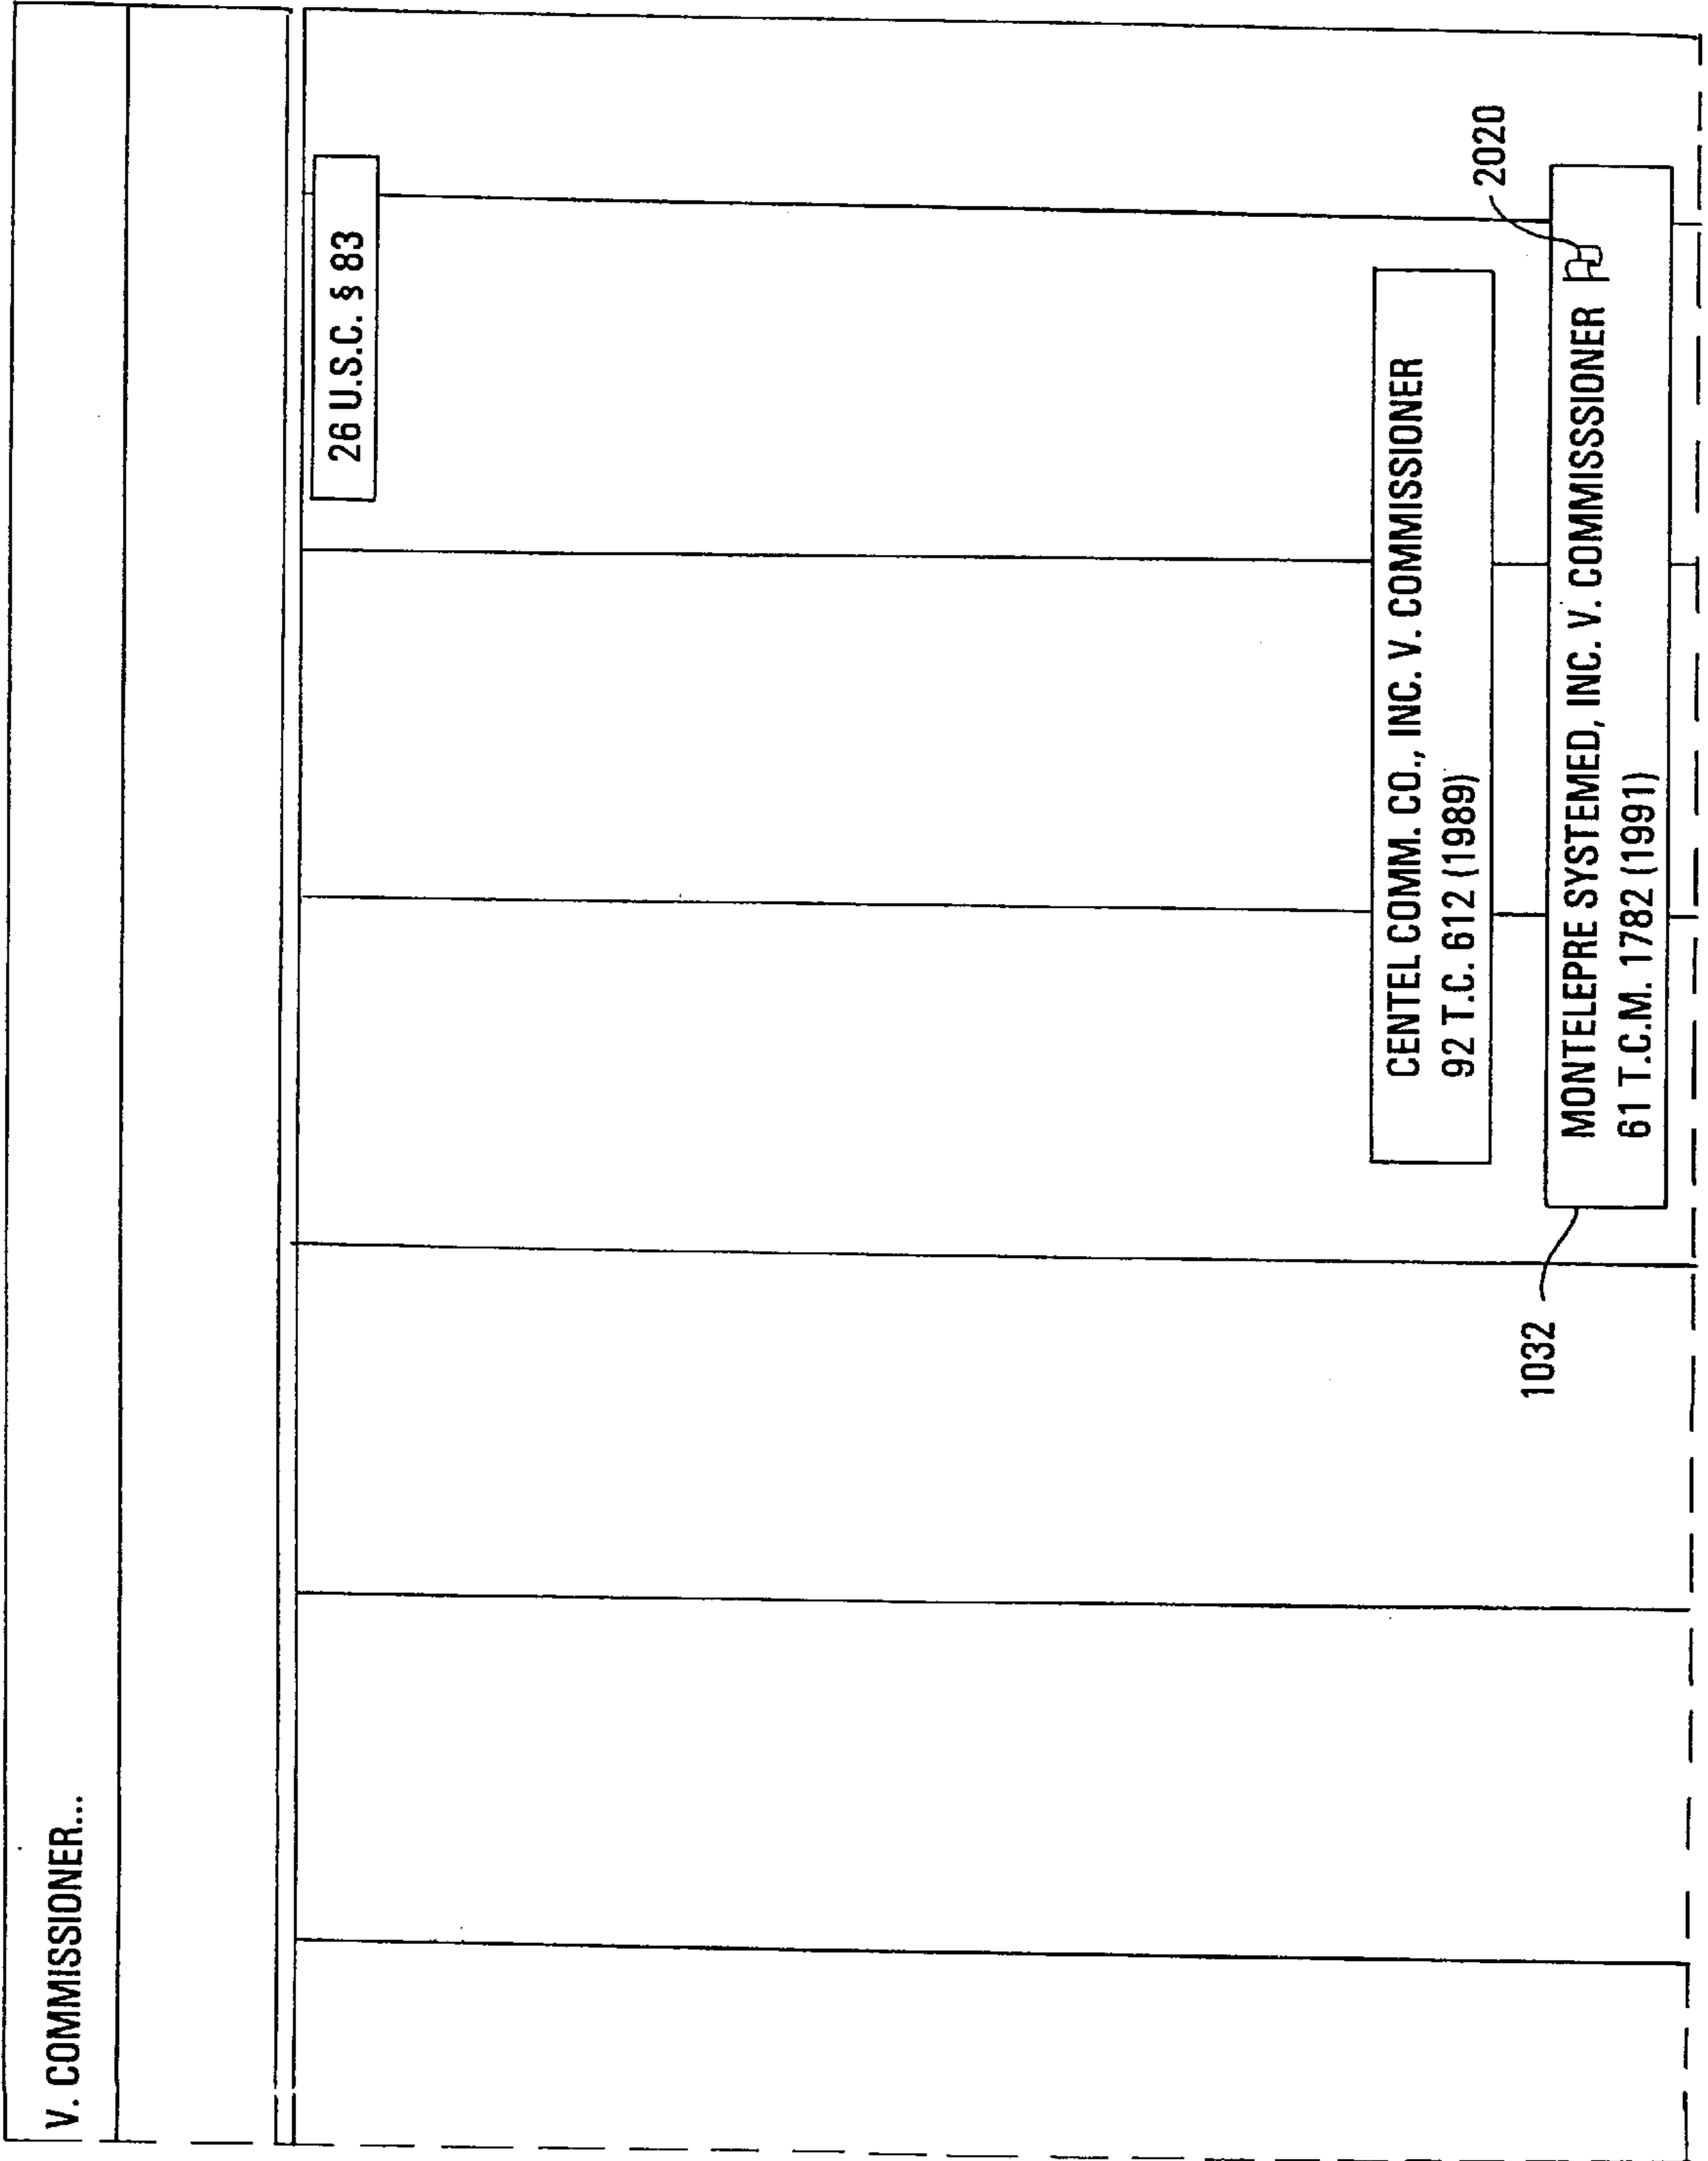 V. COMMISSIONER...
26 U.S.C. § 83
CENTEL COMM. CO., INC. V. COMMISSIONER
92 T.C. 612 (1989)
2020
MONTELEPRE SYSTEMED, INC. V. COMMISSSIONER
61 T.C.M. 1782 (1991)
1032